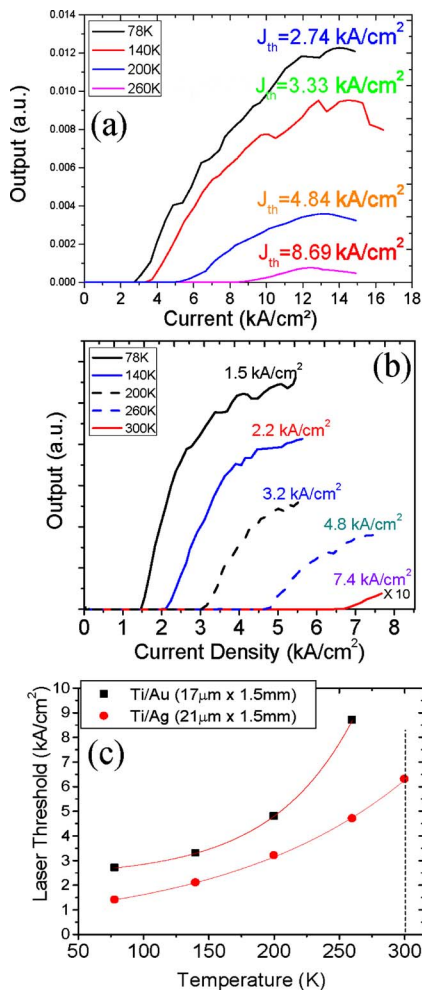 0.014
0.012
0.010
0.008
0.006
0.004
0.002
0.000
Output (a.u.)
78K
140K
200K
260K
(a)
J_th=2.74 kA/cm²
J_th=3.33 kA/cm²
J_th=4.84 kA/cm²
J_th=8.69 kA/cm²
0 2 4 6 8 10 12 14 16 18
Current (kA/cm²)
Output (a.u.)
78K
140K
200K
260K
300K
(b)
1.5 kA/cm²
2.2 kA/cm²
3.2 kA/cm²
4.8 kA/cm²
7.4 kA/cm²
X 10
0 1 2 3 4 5 6 7 8
Current Density (kA/cm²)
Ti/Au (17μm x 1.5mm)
Ti/Ag (21μm x 1.5mm)
(c)
10
9
8
7
6
5
4
3
2
1
0
Laser Threshold (kA/cm²)
50 100 150 200 250 300
Temperature (K)